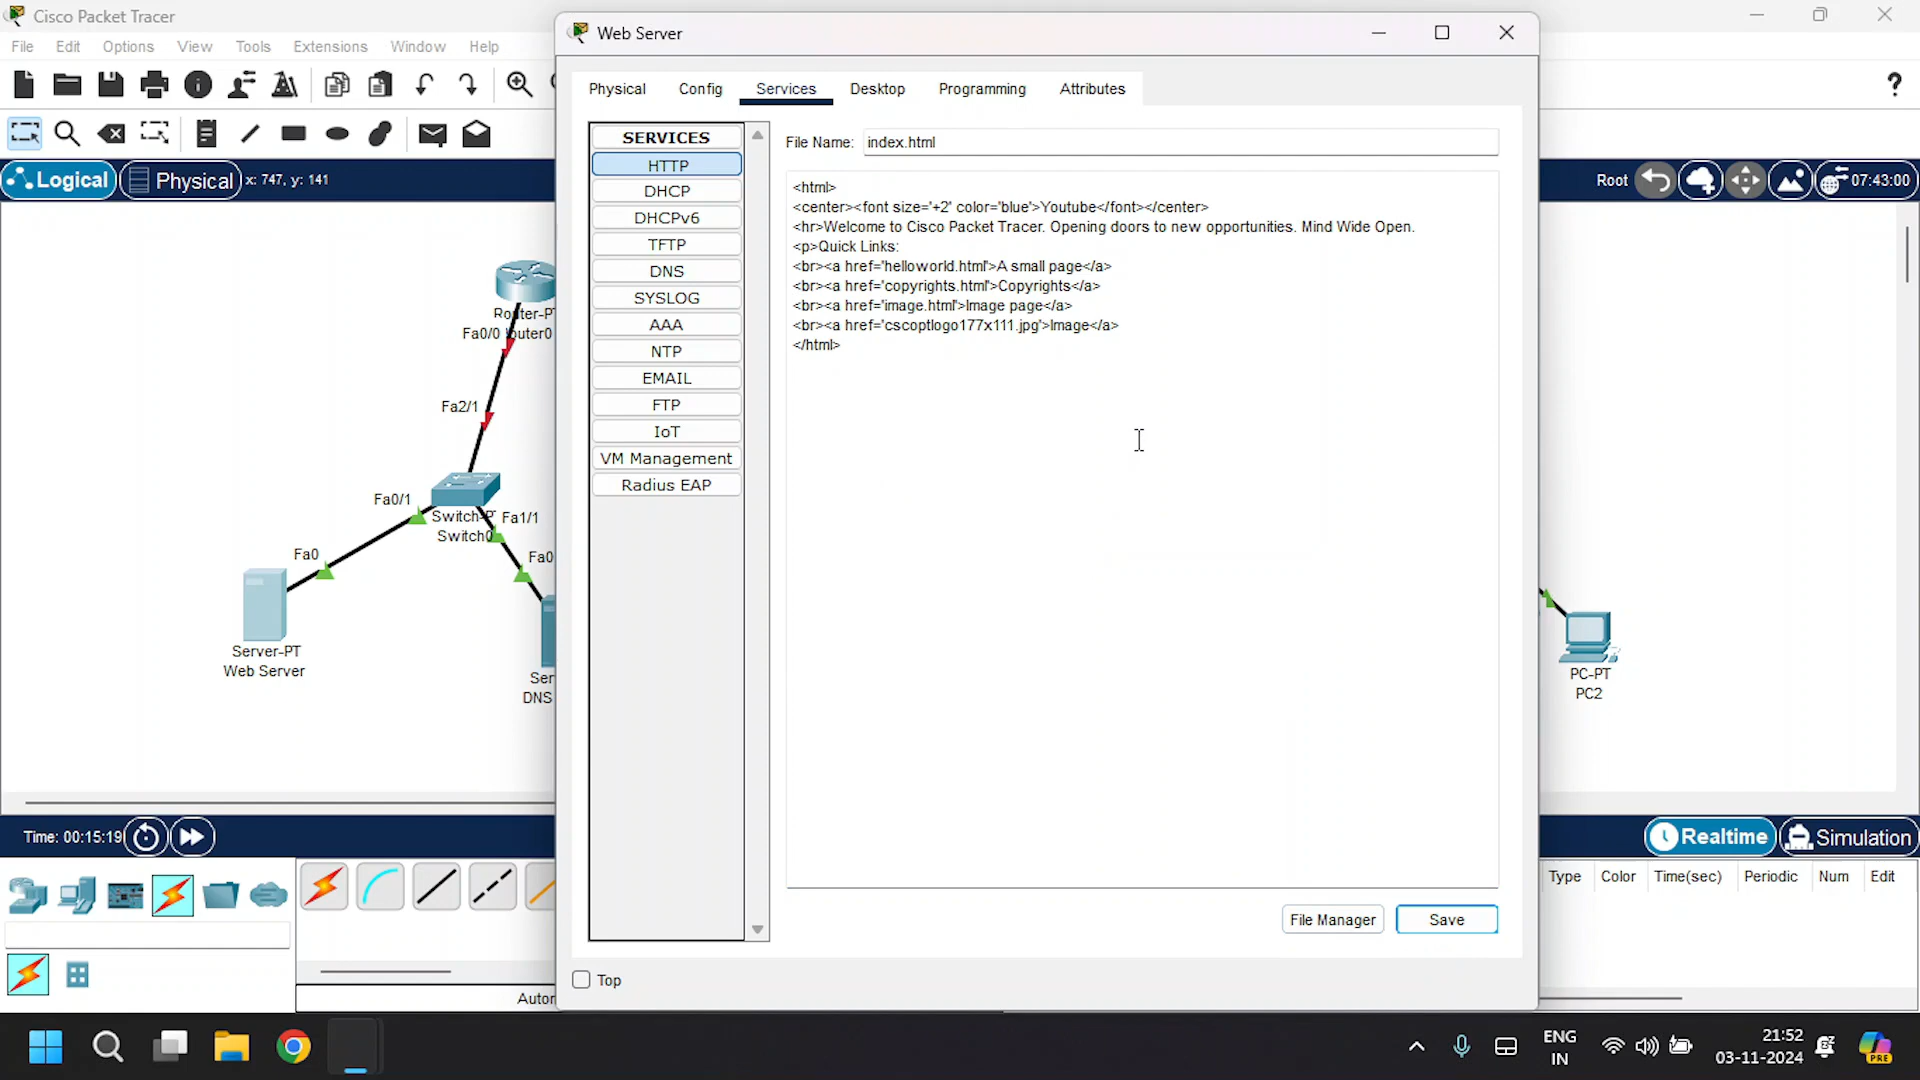 Cisco Packet Tracer
File Edit Options View Tools Extensions Window Help
Logical Physical x: 747, y: 141
Root 07:43:00
Fa0/0
Fa2/1
Fa0/1
Switch0
Fa1/1
Fa0
Fa0
Server-PT
Web Server
DNS
PC-PT
PC2
Web Server
Physical Config Services Desktop Programming Attributes
SERVICES
HTTP
DHCP
DHCPv6
TFTP
DNS
SYSLOG
AAA
NTP
EMAIL
FTP
IoT
VM Management
Radius EAP
File Name: index.html
<html>
<center><font size='+2' color='blue'>Youtube</font></center>
<hr>Welcome to Cisco Packet Tracer. Opening doors to new opportunities. Mind Wide Open.
<p>Quick Links:
<br><a href='helloworld.html'>A small page</a>
<br><a href='copyrights.html'>Copyrights</a>
<br><a href='image.html'>Image page</a>
<br><a href='cscoptlogo177x111.jpg'>Image</a>
</html>
File Manager Save
Top
Time: 00:15:19
Realtime Simulation
Type Color Time(sec) Periodic Num Edit
ENG
IN
21:52
03-11-2024
PRE